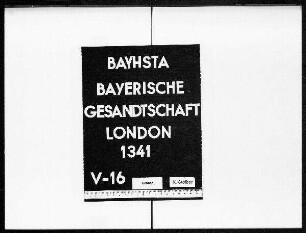 BAYHSTA
BAYERISCHE
GESANDTSCHAFT
LONDON
1341
V-16